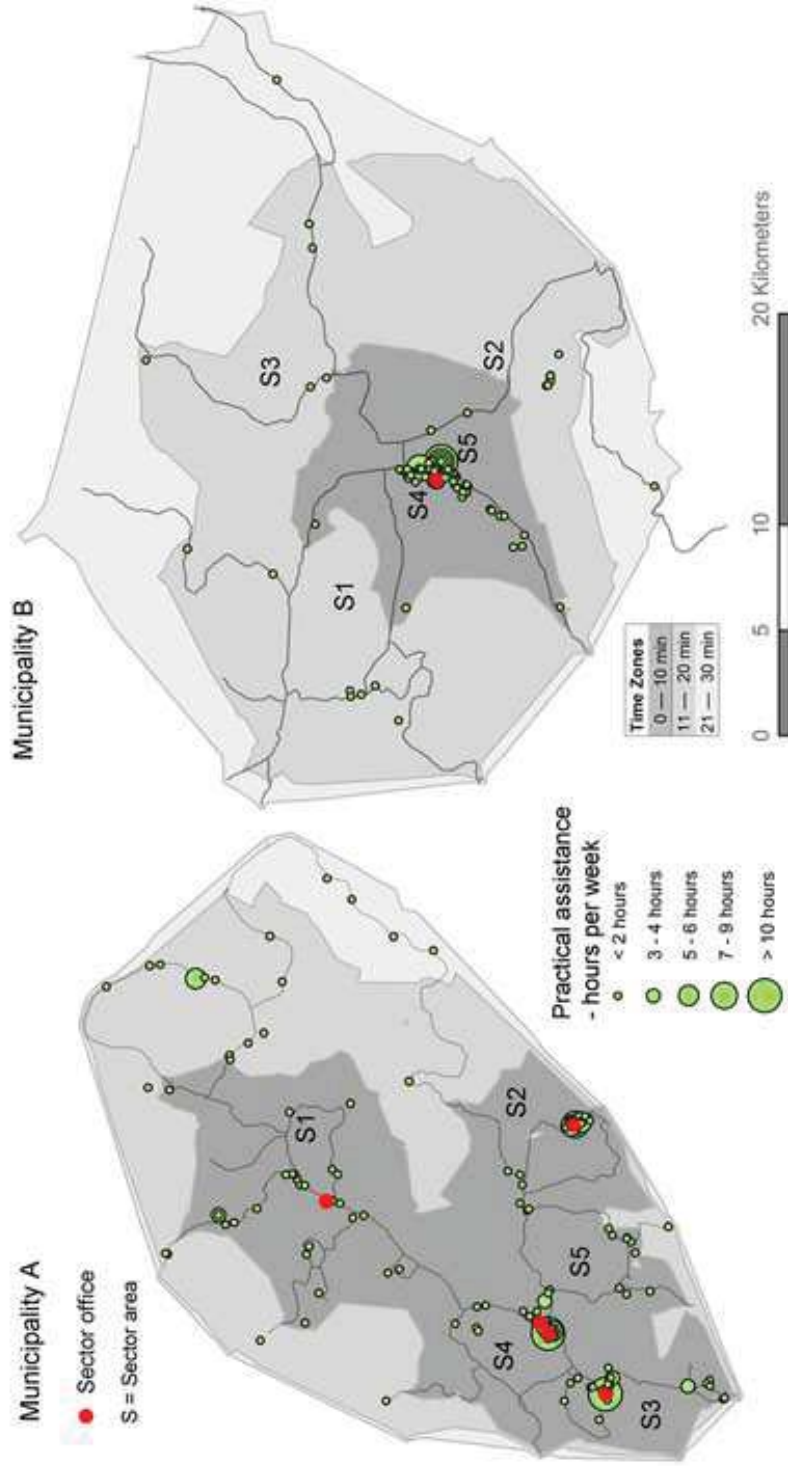 Municipality A
Sector office
S = Sector area
S1
S2
S3
S4
S5
Practical assistance
- hours per week
< 2 hours
3 - 4 hours
5 - 6 hours
7 - 9 hours
> 10 hours
Municipality B
S1
S2
S3
S4
S5
Time Zones
0 — 10 min
11 — 20 min
21 — 30 min
0 5 10 20 Kilometers